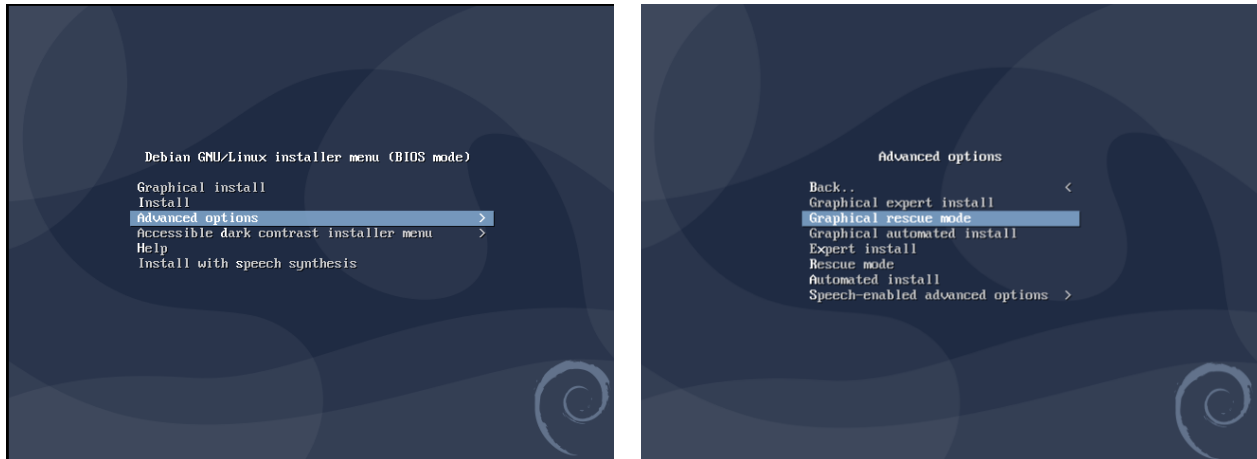 Debian GNU/Linux installer menu (BIOS mode)
Graphical install
Install
Advanced options >
Accessible dark contrast installer menu >
Help
Install with speech synthesis
Advanced options
Back.. <
Graphical expert install
Graphical rescue mode
Graphical automated install
Expert install
Rescue mode
Automated install
Speech-enabled advanced options >